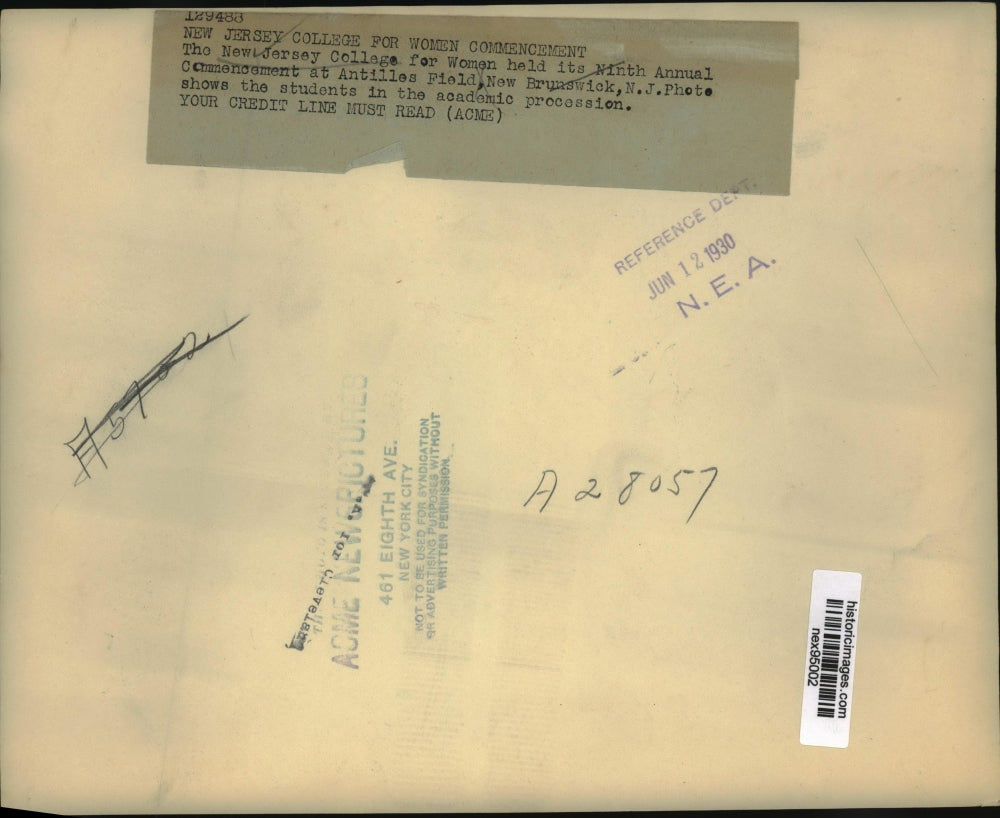 129488
NEW JERSEY COLLEGE FOR WOMEN COMMENCEMENT
The New Jersey College for Women held its Ninth Annual
Commencement at Antilles Field,New Brunswick,N.J.Photo
shows the students in the academic procession.
YOUR CREDIT LINE MUST READ (ACME)
REFERENCE DEPT.
JUN 12 1930
N. E. A.
ACME NEWSPICTURES
461 EIGHTH AVE.
NEW YORK CITY
NOT TO BE USED FOR SYNDICATION
OR ADVERTISING PURPOSES WITHOUT
WRITTEN PERMISSION.
A28057
historicimages.com
nex95002